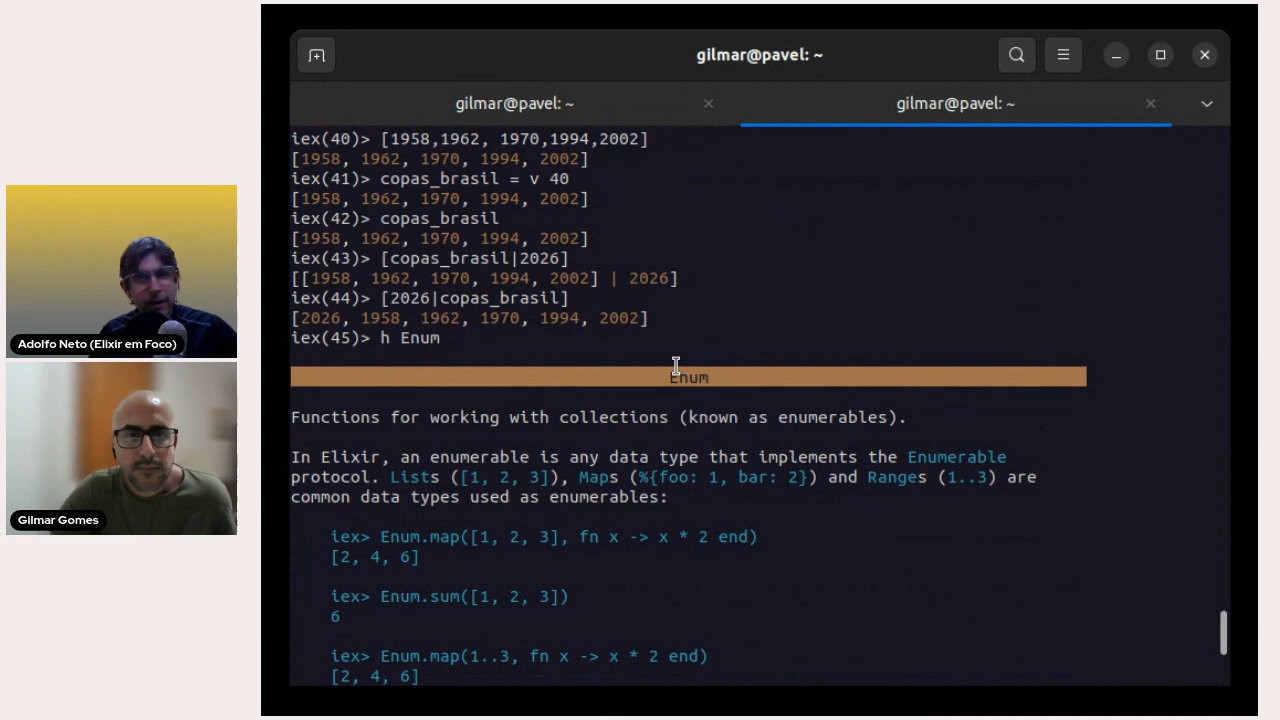 gilmar@pavel: ~
gilmar@pavel: ~
gilmar@pavel: ~
iex(40)> [1958,1962, 1970,1994,2002]
[1958, 1962, 1970, 1994, 2002]
iex(41)> copas_brasil = v 40
[1958, 1962, 1970, 1994, 2002]
iex(42)> copas_brasil
[1958, 1962, 1970, 1994, 2002]
iex(43)> [copas_brasil|2026]
[[1958, 1962, 1970, 1994, 2002] | 2026]
iex(44)> [2026|copas_brasil]
[2026, 1958, 1962, 1970, 1994, 2002]
iex(45)> h Enum
Enum
Functions for working with collections (known as enumerables).
In Elixir, an enumerable is any data type that implements the Enumerable
protocol. Lists ([1, 2, 3]), Maps (%{foo: 1, bar: 2}) and Ranges (1..3) are
common data types used as enumerables:
iex> Enum.map([1, 2, 3], fn x -> x * 2 end)
[2, 4, 6]
iex> Enum.sum([1, 2, 3])
6
iex> Enum.map(1..3, fn x -> x * 2 end)
[2, 4, 6]
Adolfo Neto (Elixir em Foco)
Gilmar Gomes